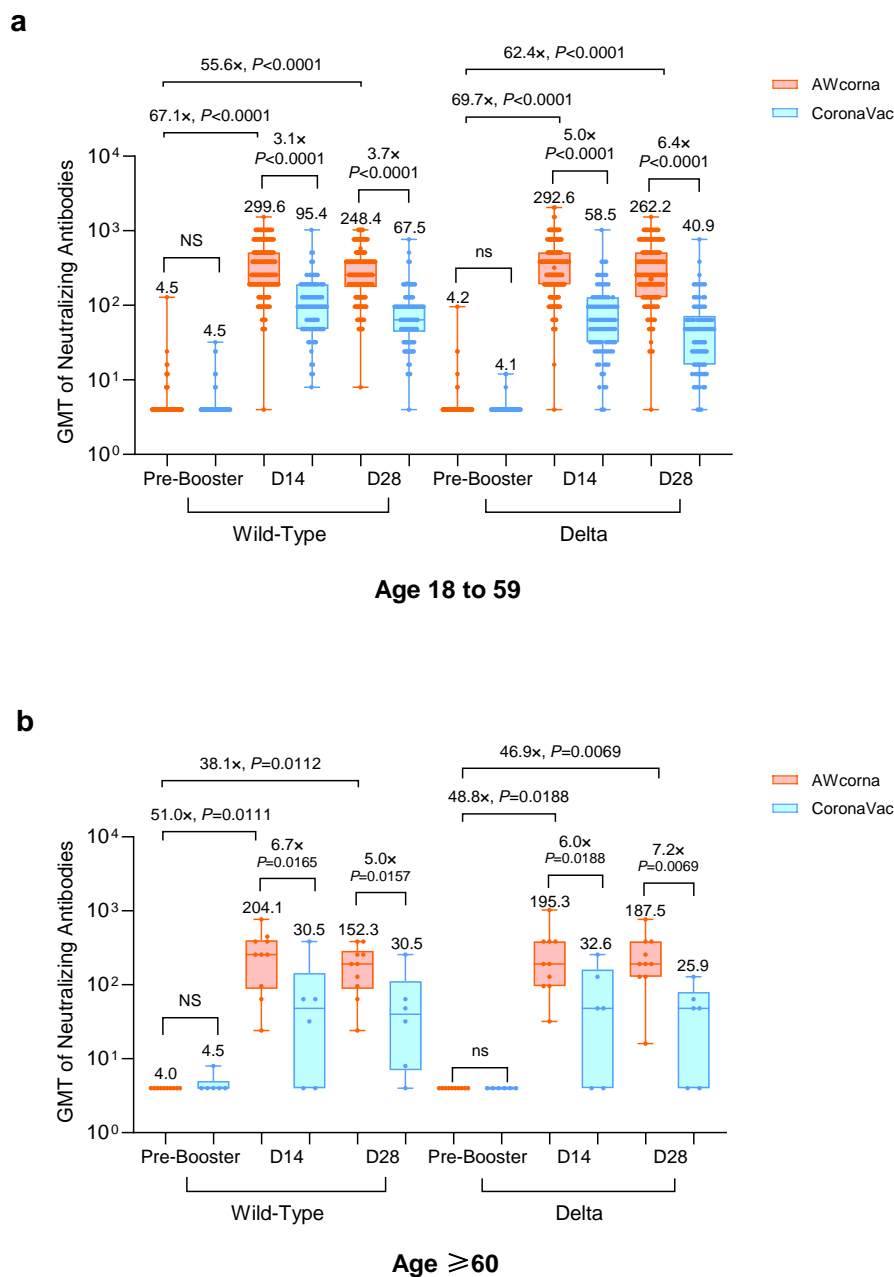 a
62.4×, P<0.0001
55.6×, P<0.0001
AWcorna
69.7×, P<0.0001
CoronaVac
67.1×, P<0.0001
3.1×
P<0.0001
3.7×
P<0.0001
5.0×
P<0.0001
6.4×
P<0.0001
10⁴
10³
10²
10¹
10⁰
GMT of Neutralizing Antibodies
4.5
NS
4.5
299.6
95.4
248.4
67.5
4.2
ns
4.1
292.6
58.5
262.2
40.9
Pre-Booster D14 D28 Pre-Booster D14 D28
Wild-Type Delta
Age 18 to 59
b
46.9×, P=0.0069
38.1×, P=0.0112
AWcorna
48.8×, P=0.0188
CoronaVac
51.0×, P=0.0111
6.7×
P=0.0165
5.0×
P=0.0157
6.0×
P=0.0188
7.2×
P=0.0069
10⁴
10³
10²
10¹
10⁰
GMT of Neutralizing Antibodies
4.0
NS
4.5
204.1
30.5
152.3
30.5
ns
195.3
32.6
187.5
25.9
Pre-Booster D14 D28 Pre-Booster D14 D28
Wild-Type Delta
Age ≥60